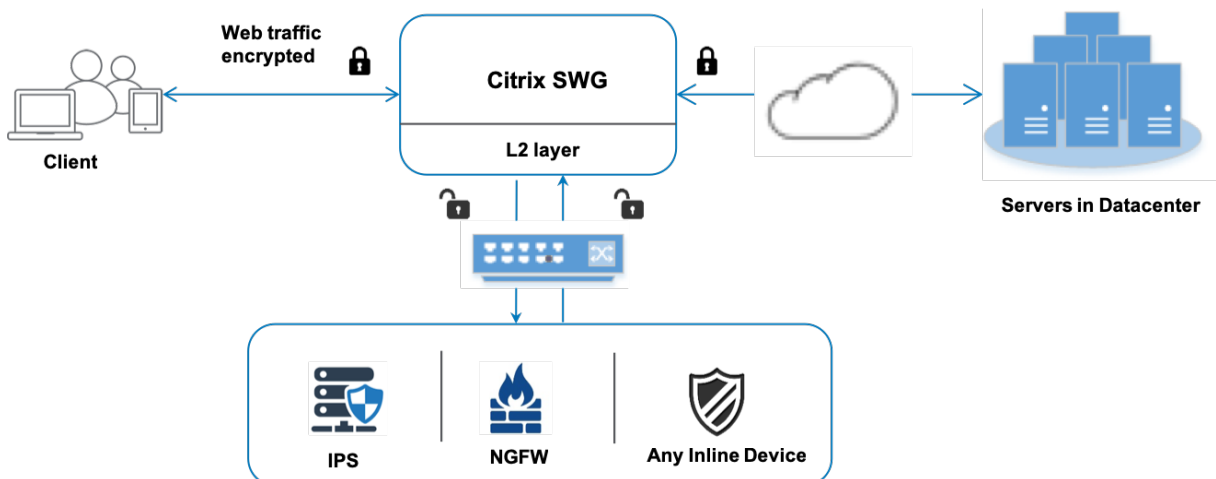 Web traffic
encrypted
Citrix SWG
L2 layer
Client
Servers in Datacenter
IPS
NGFW
Any Inline Device